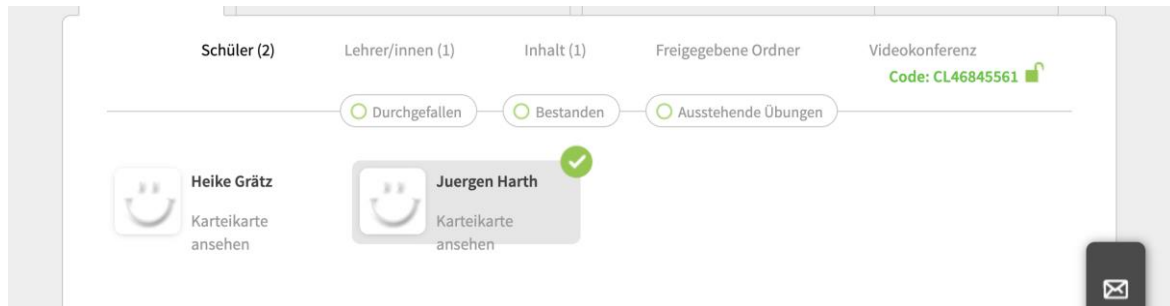 Schüler (2) Lehrer/innen (1) Inhalt (1) Freigegebene Ordner Videokonferenz
Code: CL46845561
Durchgefallen Bestanden Ausstehende Übungen
Heike Grätz Juergen Harth
Karteikarte Karteikarte
ansehen ansehen